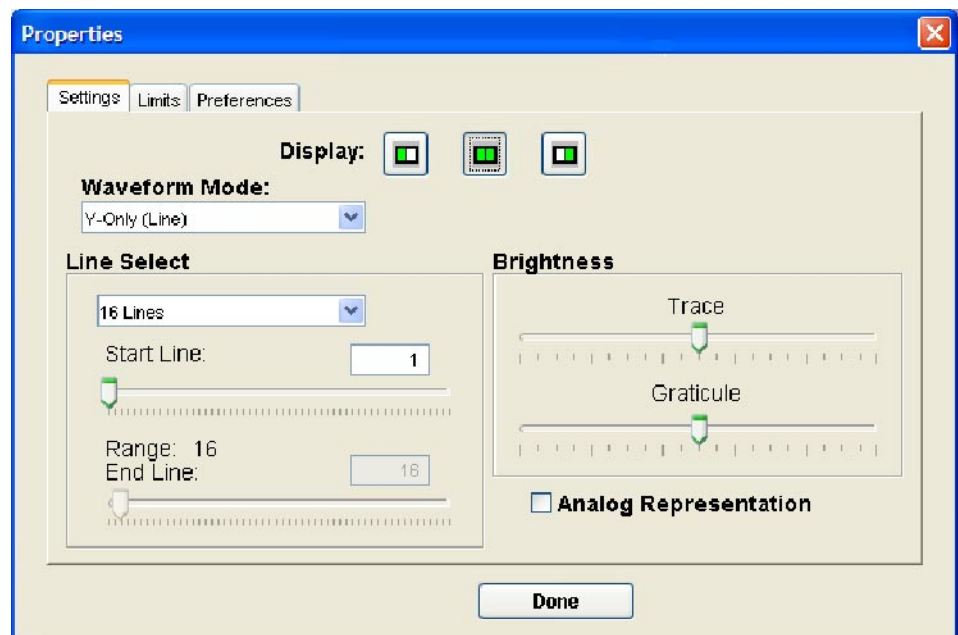 Properties
Settings
Limits
Preferences
Display:
Waveform Mode:
Y-Only (Line)
Line Select
16 Lines
Start Line:
1
Range: 16
End Line:
16
Brightness
Trace
Graticule
Analog Representation
Done